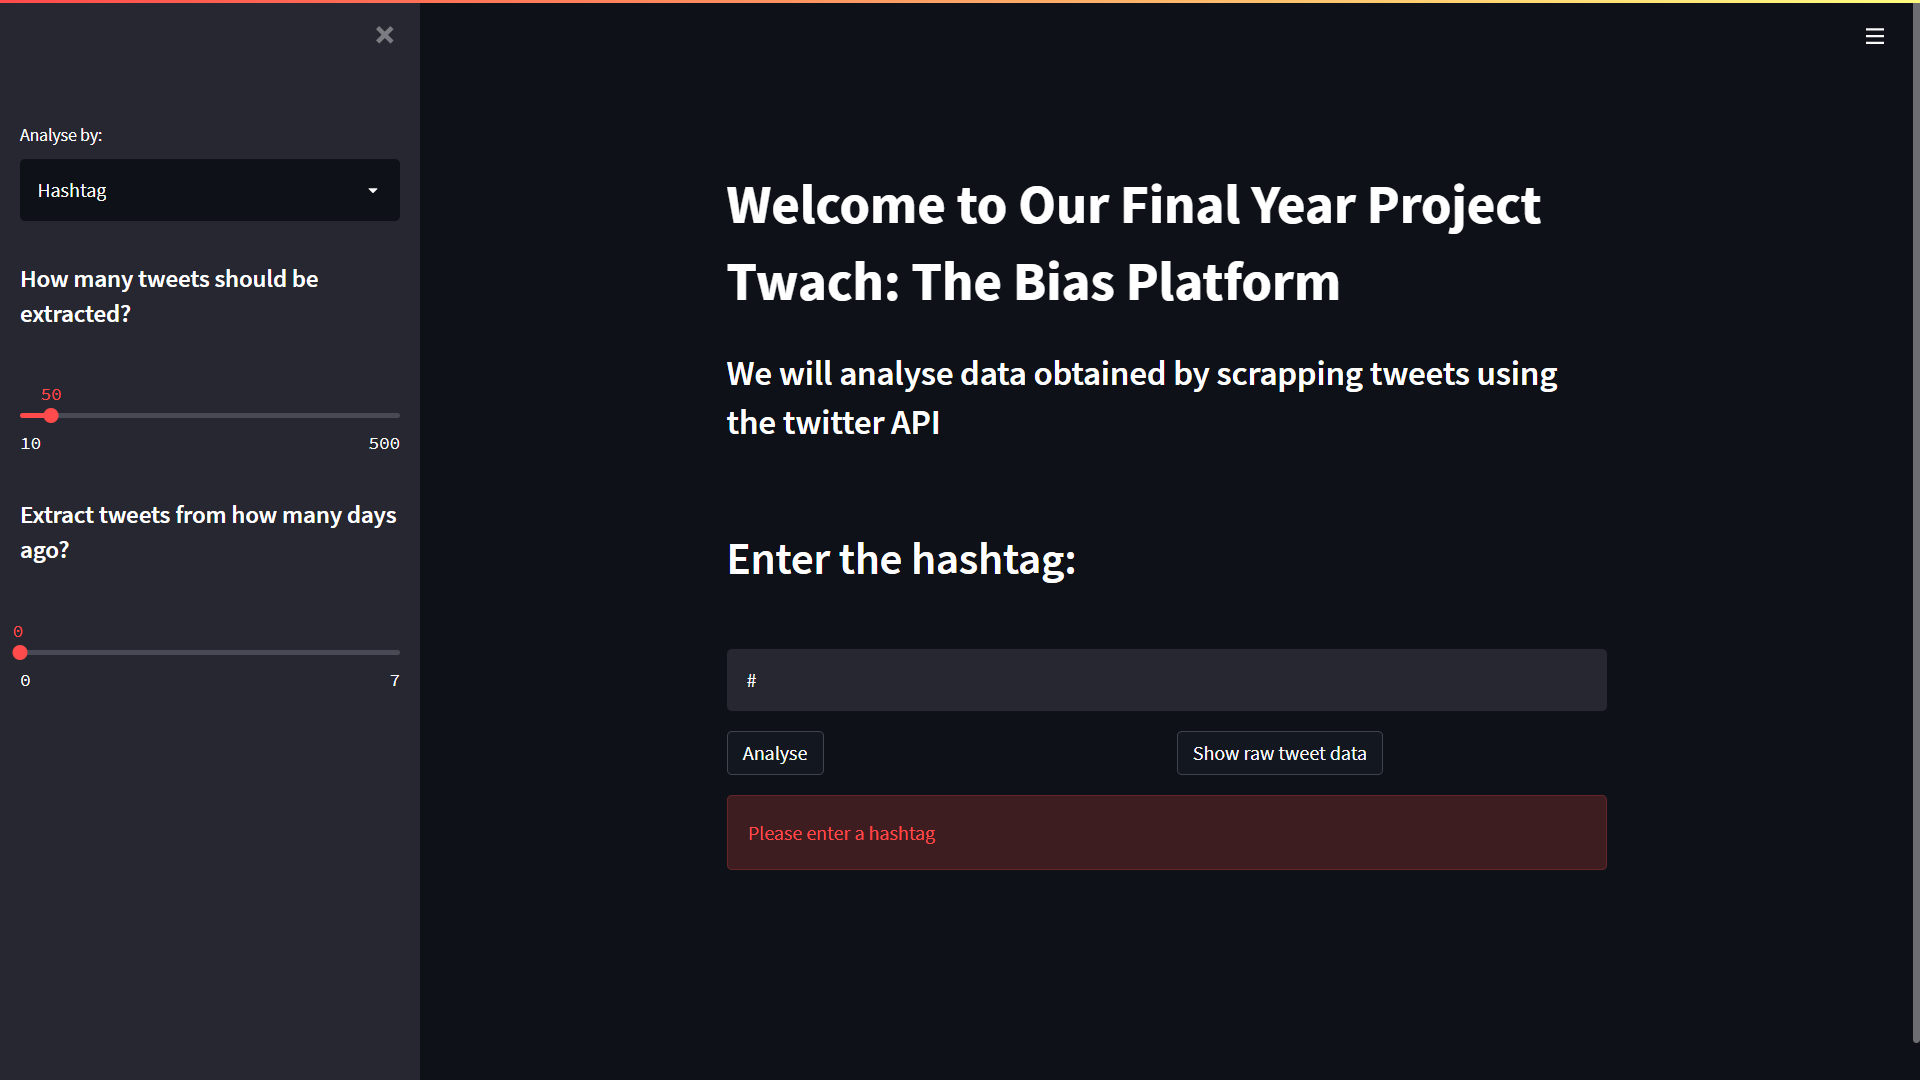 Analyse by:
Hashtag
How many tweets should be
extracted?
50
10
500
Extract tweets from how many days
ago?
0
0
7
Welcome to Our Final Year Project
Twach: The Bias Platform
We will analyse data obtained by scrapping tweets using
the twitter API
Enter the hashtag:
#
Analyse
Show raw tweet data
Please enter a hashtag